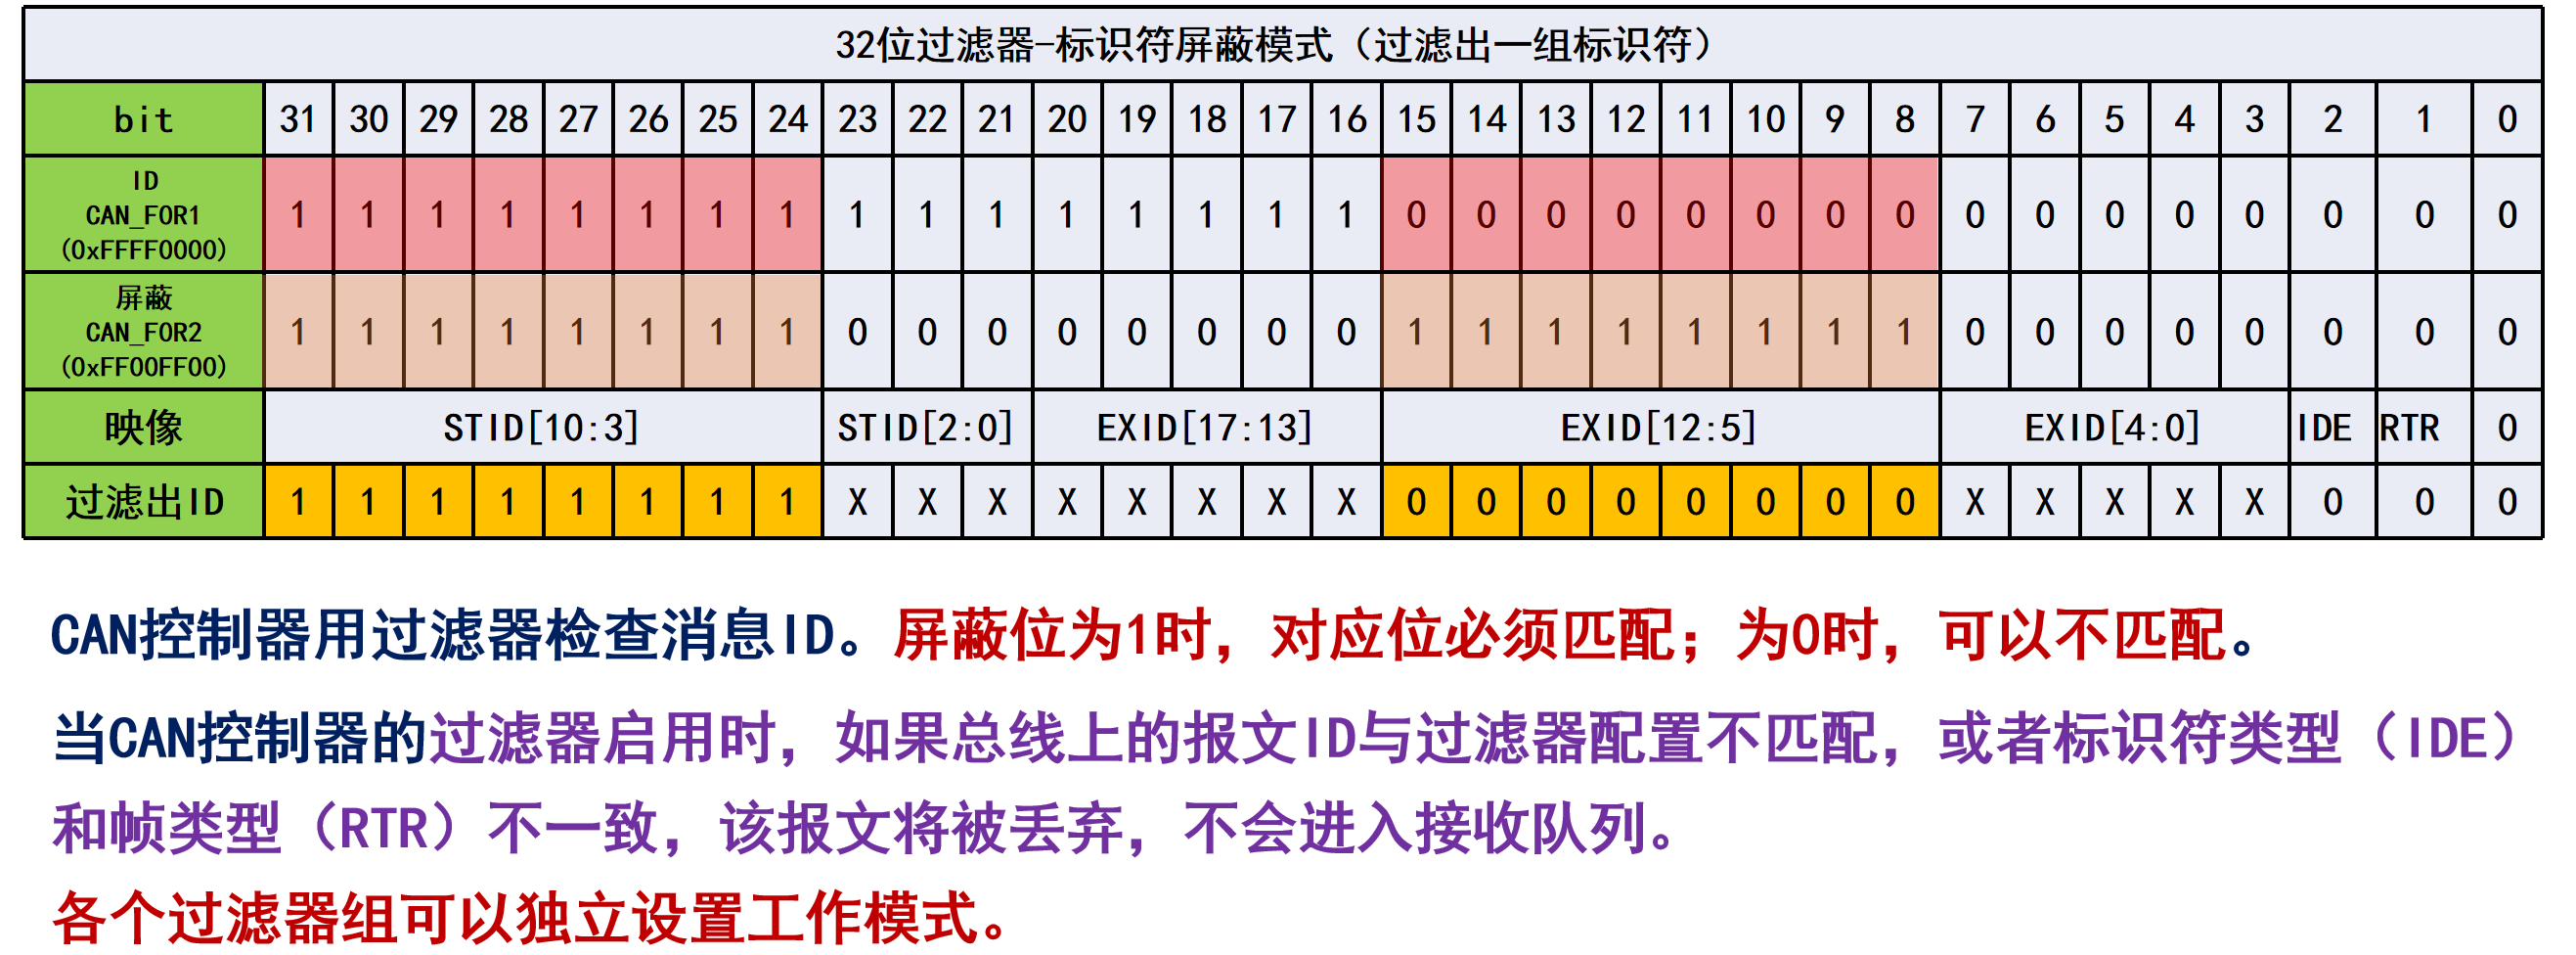 32位过滤器-标识符屏蔽模式（过滤出一组标识符）
bit 31 30 29 28 27 26 25 24 23 22 21 20 19 18 17 16 15 14 13 12 11 10 9 8 7 6 5 4 3 2 1 0
ID
CAN_F0R1
(0xFFFF0000)
1 1 1 1 1 1 1 1 1 1 1 1 1 1 1 1 0 0 0 0 0 0 0 0 0 0 0 0 0 0 0 0
屏蔽
CAN_F0R2
(0xFF00FF00)
1 1 1 1 1 1 1 1 0 0 0 0 0 0 0 0 1 1 1 1 1 1 1 1 0 0 0 0 0 0 0 0
映像 STID[10:3] STID[2:0] EXID[17:13] EXID[12:5] EXID[4:0] IDE RTR 0
过滤出ID 1 1 1 1 1 1 1 1 X X X X X X X X 0 0 0 0 0 0 0 0 X X X X X 0 0 0
CAN控制器用过滤器检查消息ID。屏蔽位为1时，对应位必须匹配；为0时，可以不匹配。
当CAN控制器的过滤器启用时，如果总线上的报文ID与过滤器配置不匹配，或者标识符类型（IDE）
和帧类型（RTR）不一致，该报文将被丢弃，不会进入接收队列。
各个过滤器组可以独立设置工作模式。